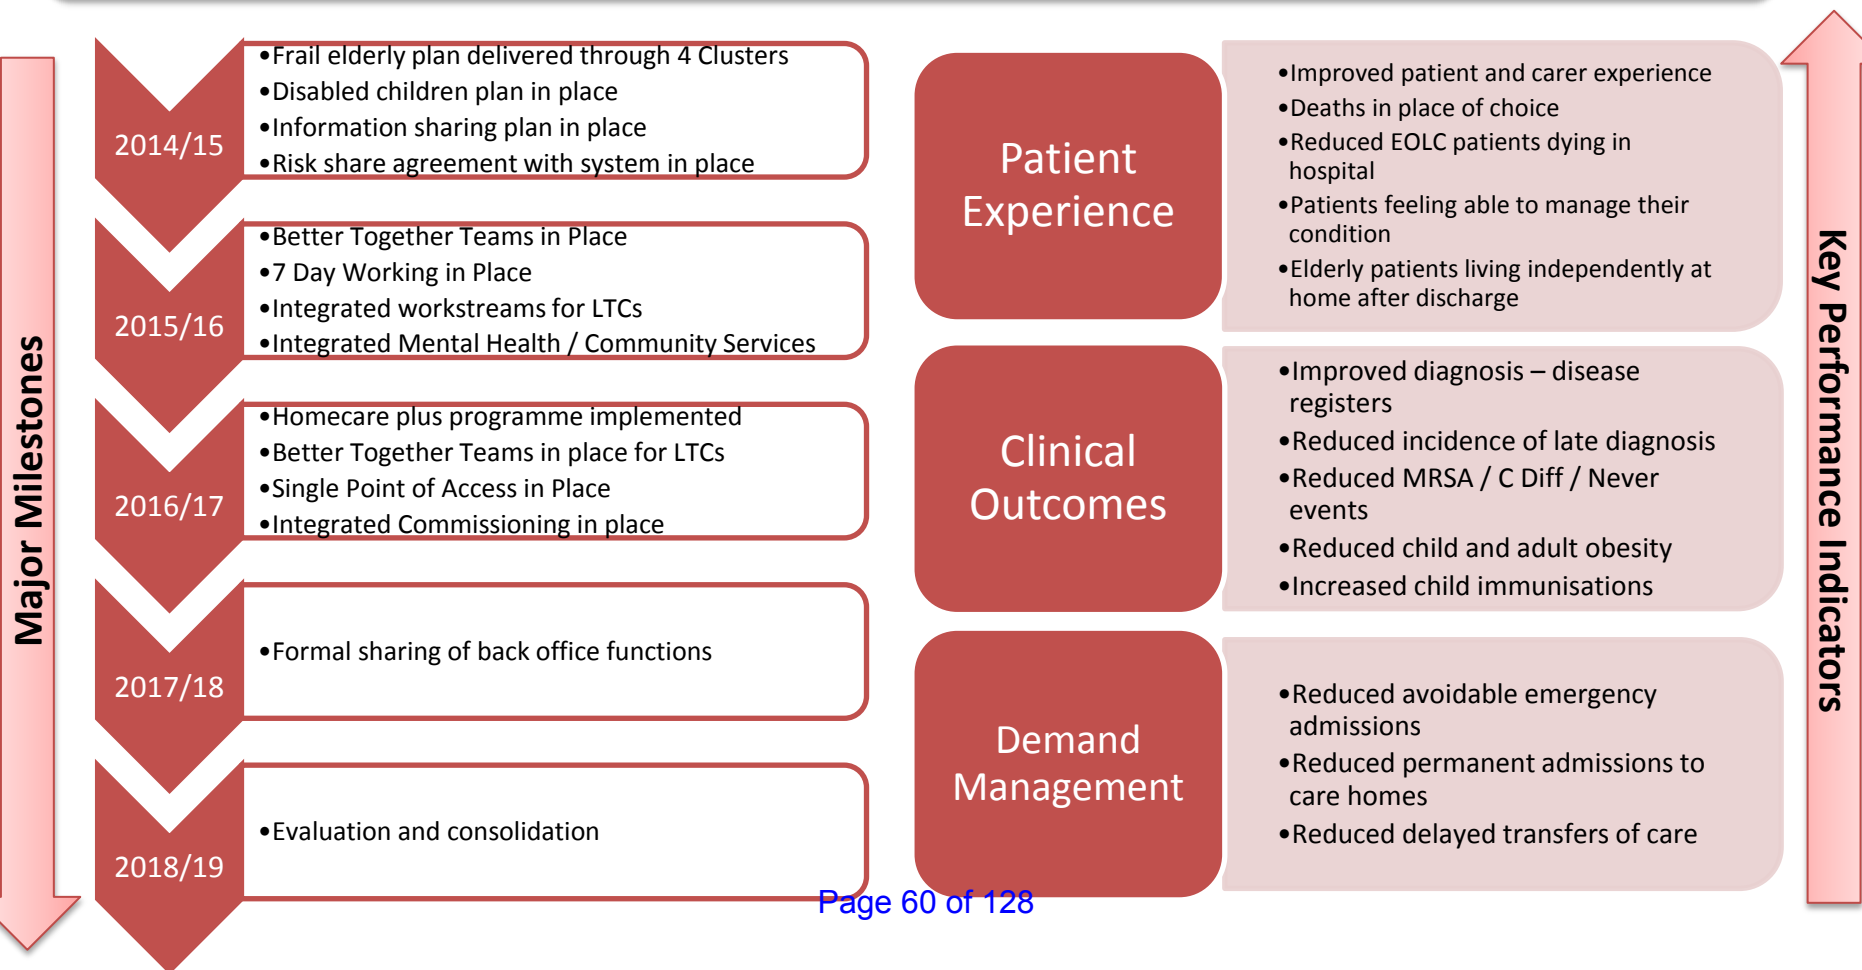 Major Milestones
2014/15
•Frail elderly plan delivered through 4 Clusters
•Disabled children plan in place
•Information sharing plan in place
•Risk share agreement with system in place
2015/16
•Better Together Teams in Place
•7 Day Working in Place
•Integrated workstreams for LTCs
•Integrated Mental Health / Community Services
2016/17
•Homecare plus programme implemented
•Better Together Teams in place for LTCs
•Single Point of Access in Place
•Integrated Commissioning in place
2017/18
•Formal sharing of back office functions
2018/19
•Evaluation and consolidation
Patient
Experience
•Improved patient and carer experience
•Deaths in place of choice
•Reduced EOLC patients dying in
hospital
•Patients feeling able to manage their
condition
•Elderly patients living independently at
home after discharge
Clinical
Outcomes
•Improved diagnosis – disease
registers
•Reduced incidence of late diagnosis
•Reduced MRSA / C Diff / Never
events
•Reduced child and adult obesity
•Increased child immunisations
Demand
Management
•Reduced avoidable emergency
admissions
•Reduced permanent admissions to
care homes
•Reduced delayed transfers of care
Key Performance Indicators
Page 60 of 128